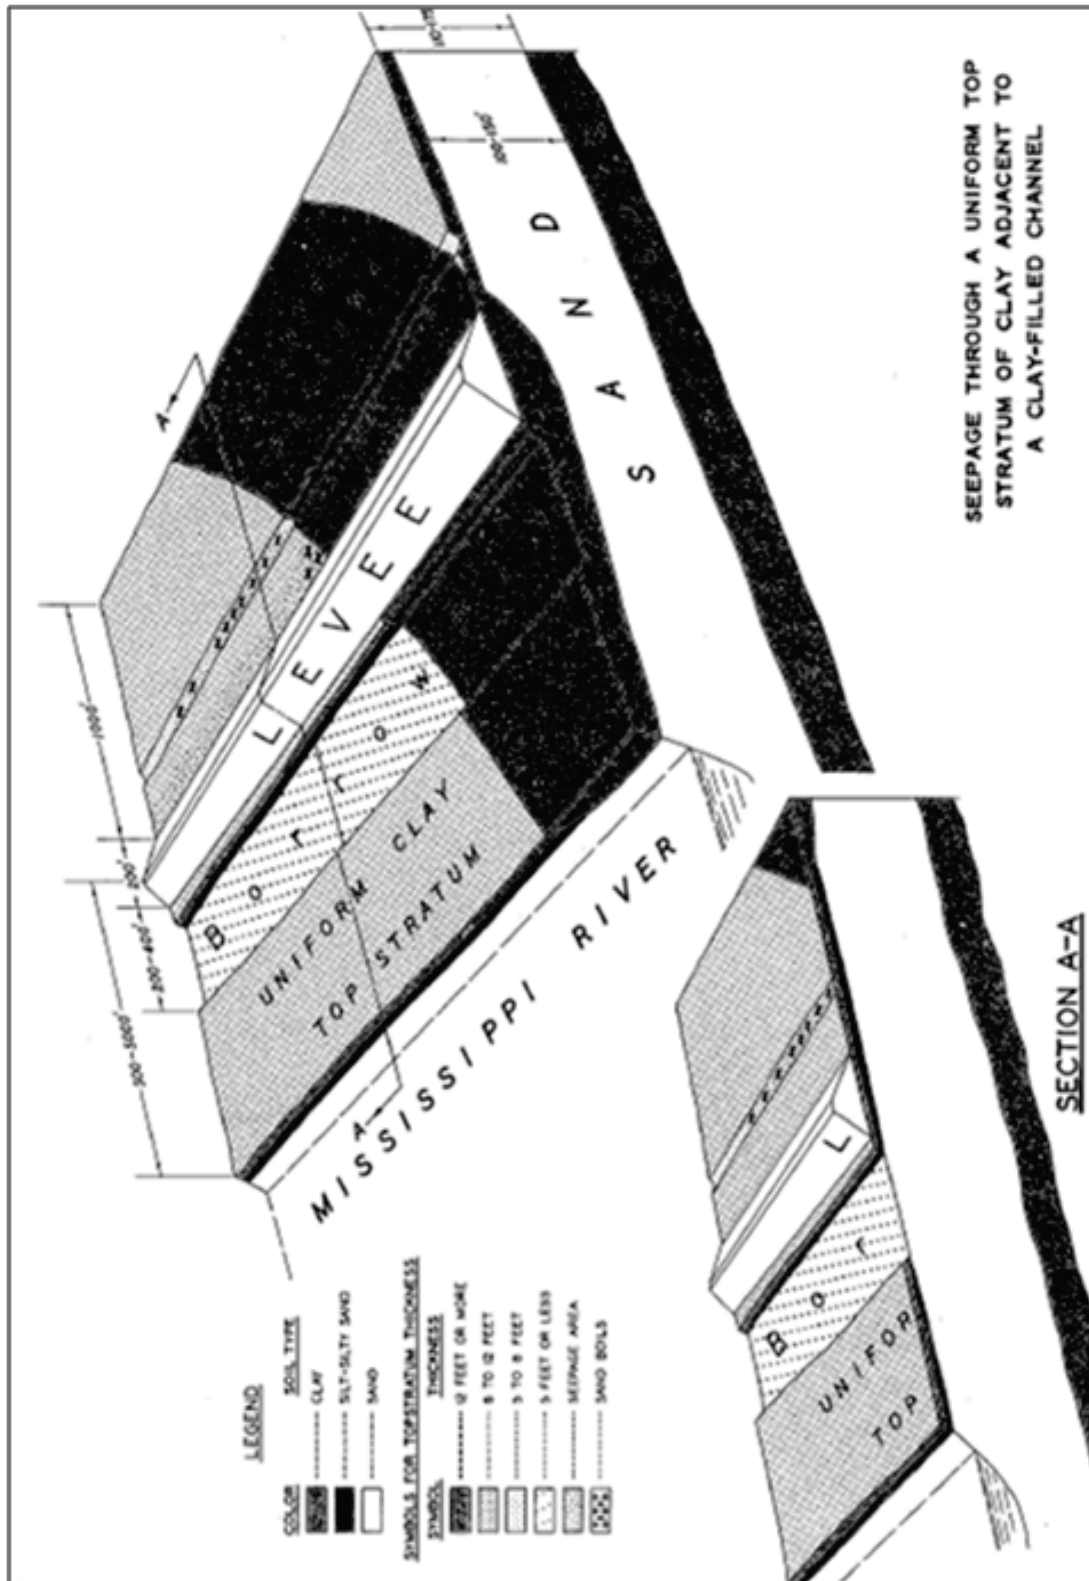 SEEPAGE THROUGH A UNIFORM TOP
STRATUM OF CLAY ADJACENT TO
A CLAY-FILLED CHANNEL
100-150'
SAND
A
LEVEE
Borrow
UNIFORM CLAY
TOP STRATUM
MISSISSIPPI RIVER
A
1000'
200'
200-400'
LEGEND
COLOR SOIL TYPE
CLAY
SILT-SILTY SAND
SAND
SYMBOLS FOR TOPSTRATUM THICKNESS
SYMBOL THICKNESS
12 FEET OR MORE
8 TO 12 FEET
5 TO 8 FEET
5 FEET OR LESS
SEEPAGE AREA
SAND BOILS
L
Bor
UNIFOR
TOP
SECTION A-A